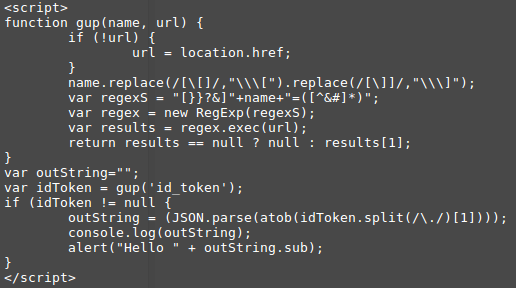 <script>
function gup(name, url) {
        if (!url) {
                url = location.href;
        }
        name.replace(/[\[]/,"\\\[").replace(/[\]]/,"\\\]");
        var regexS = "[}}?&]"+name+"=([^&#]*)";
        var regex = new RegExp(regexS);
        var results = regex.exec(url);
        return results == null ? null : results[1];
}
var outString="";
var idToken = gup('id_token');
if (idToken != null {
        outString = (JSON.parse(atob(idToken.split(/\./)[1])));
        console.log(outString);
        alert("Hello " + outString.sub);
}
</script>